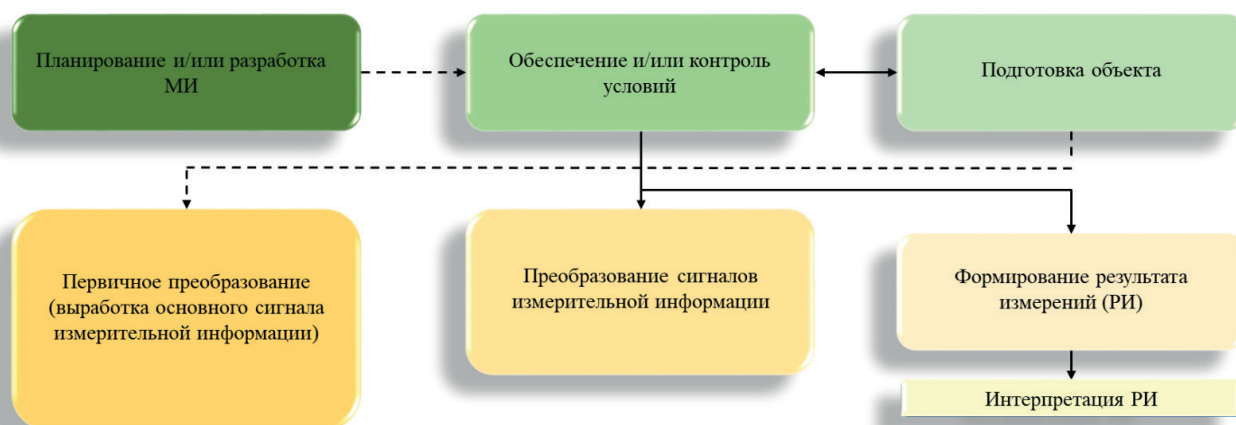 Планирование и/или разработка
МИ
Обеспечение и/или контроль
условий
Подготовка объекта
Первичное преобразование
(выработка основного сигнала
измерительной информации)
Преобразование сигналов
измерительной информации
Формирование результата
измерений (РИ)
Интерпретация РИ